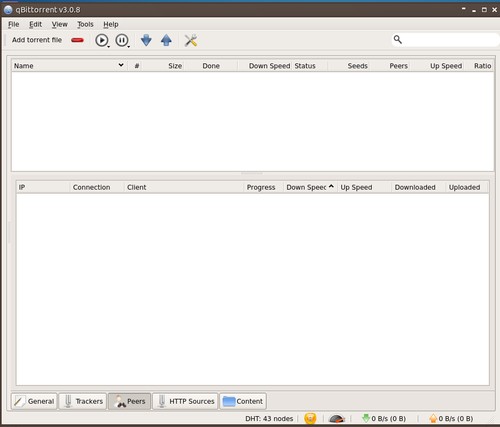 qBittorrent v3.0.8
File Edit View Tools Help
Add torrent file
Name # Size Done Down Speed Status Seeds Peers Up Speed Ratio
IP Connection Client Progress Down Speed Up Speed Downloaded Uploaded
General Trackers Peers HTTP Sources Content
DHT: 43 nodes 0 B/s (0 B) 0 B/s (0 B)